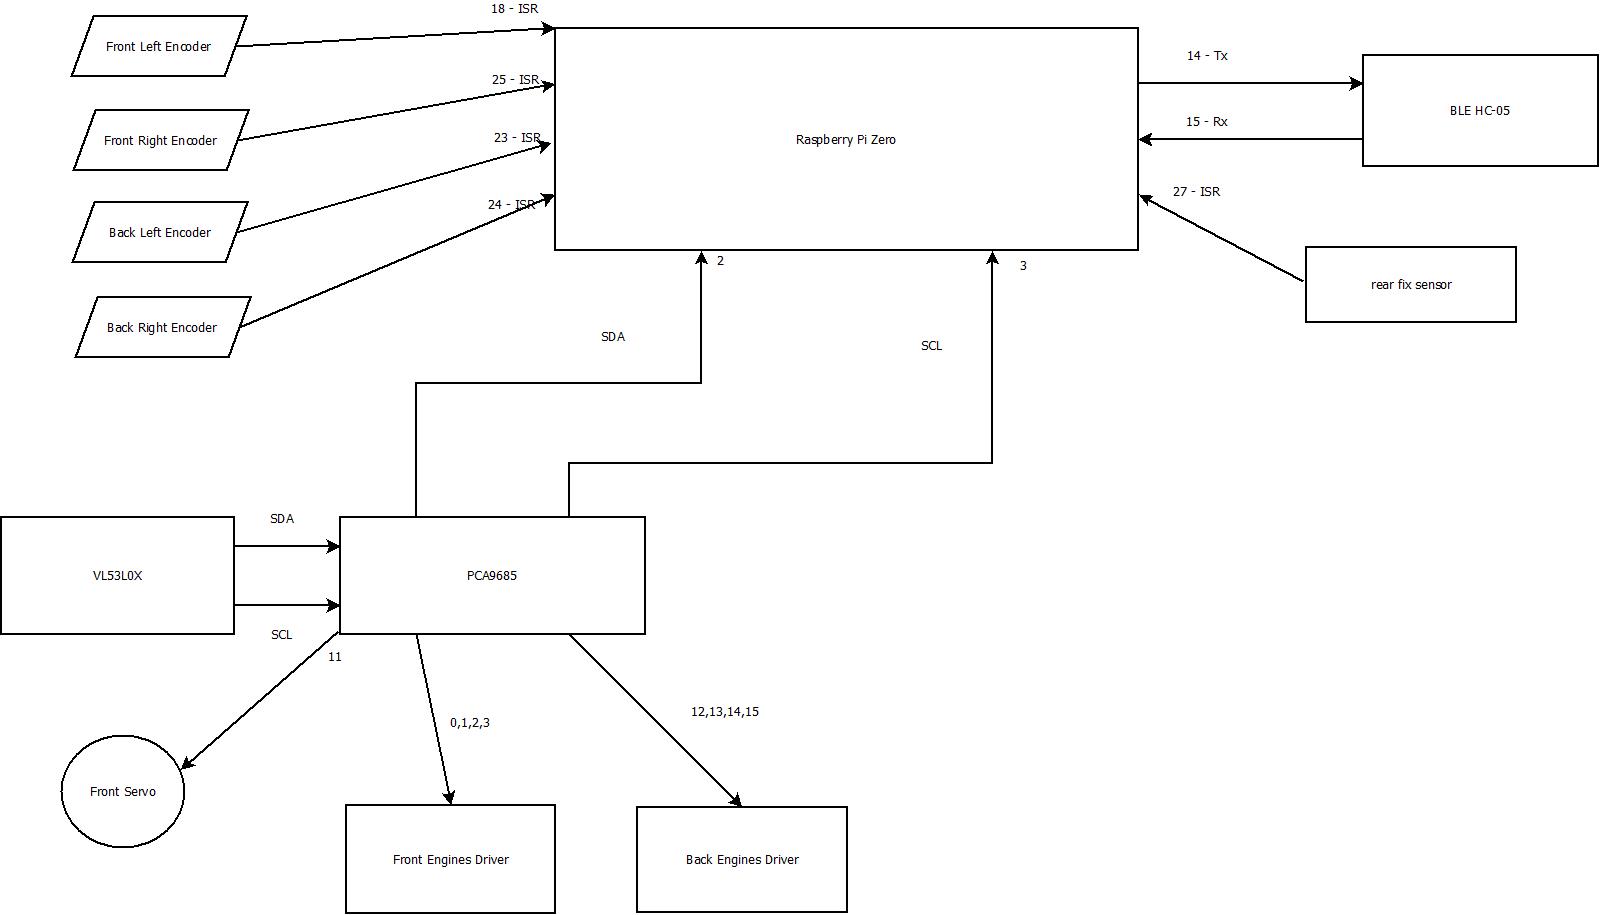 18 - ISR
Front Left Encoder
25 - ISR
14 - Tx
BLE HC-05
15 - Rx
Front Right Encoder
23 - ISR
Raspberry Pi Zero
24 - ISR
27 - ISR
Back Left Encoder
2
3
rear fix sensor
Back Right Encoder
SDA
SCL
SDA
VL53L0X
PCA9685
SCL
11
0,1,2,3
12,13,14,15
Front Servo
Front Engines Driver
Back Engines Driver